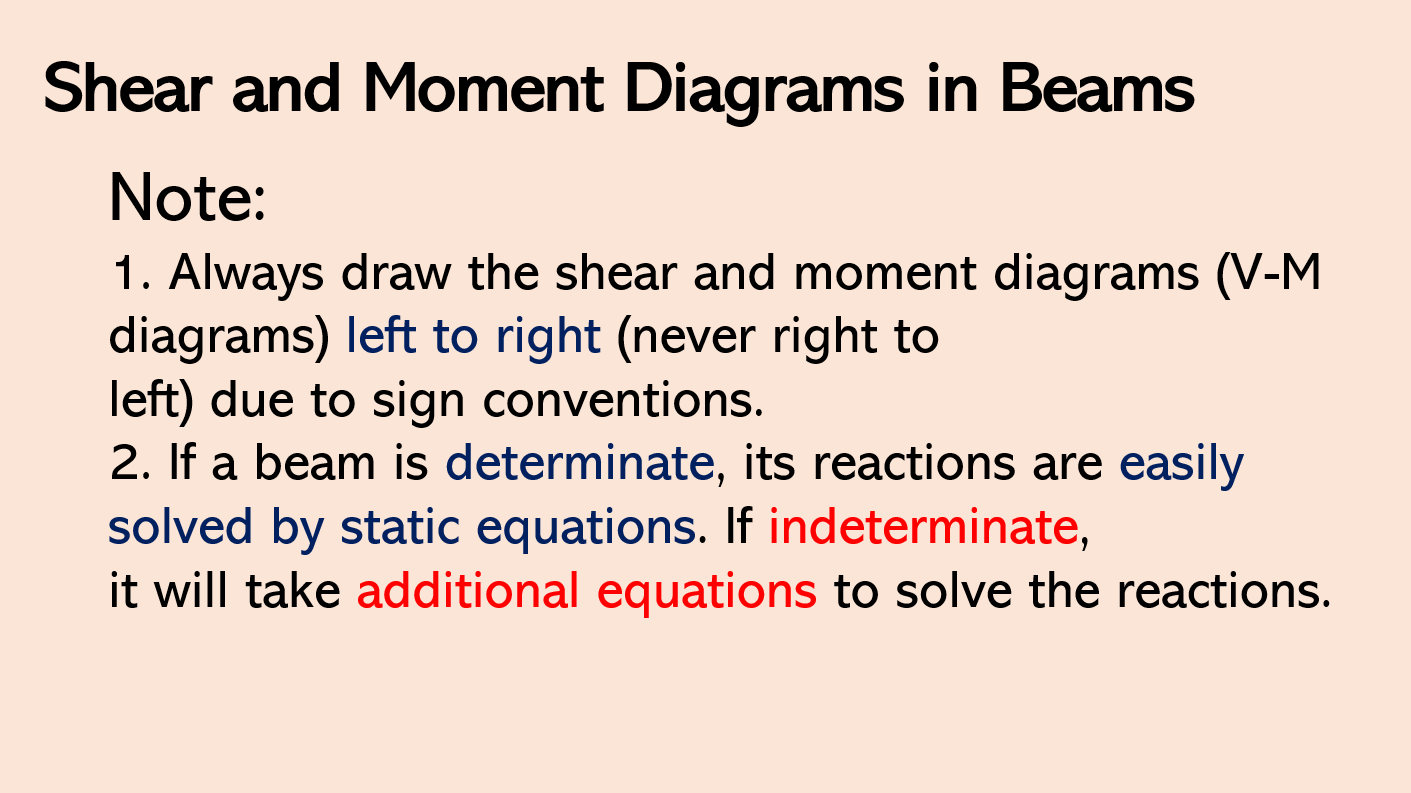 Shear and Moment Diagrams in Beams
Note:
1. Always draw the shear and moment diagrams (V-M
diagrams) left to right (never right to
left) due to sign conventions.
2. If a beam is determinate, its reactions are easily
solved by static equations. If indeterminate,
it will take additional equations to solve the reactions.